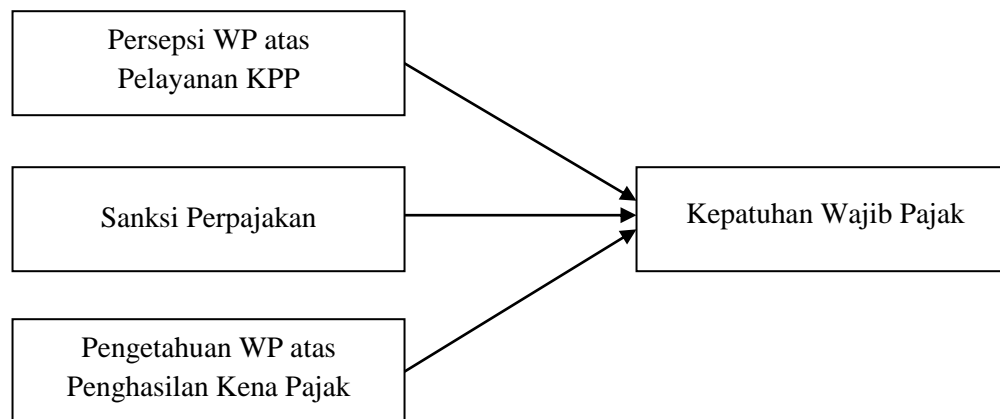 Persepsi WP atas
Pelayanan KPP
Sanksi Perpajakan
Kepatuhan Wajib Pajak
Pengetahuan WP atas
Penghasilan Kena Pajak